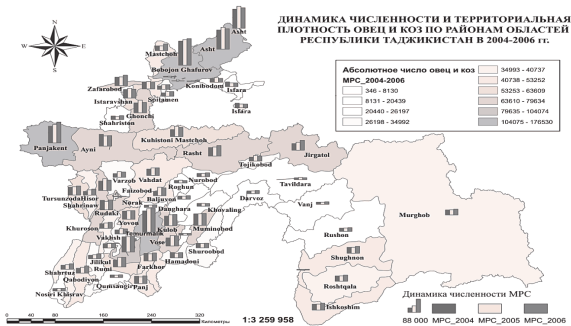 ДИНАМИКА ЧИСЛЕННОСТИ И ТЕРРИТОРИАЛЬНАЯ
ПЛОТНОСТЬ ОВЕЦ И КОЗ ПО РАЙОНАМ ОБЛАСТЕЙ
РЕСПУБЛИКИ ТАДЖИКИСТАН В 2004-2006 гг.
Абсолютное число овец и коз
МРС_2004-2006
346 - 8130
8131 - 20439
20440 - 26197
26198 - 34992
34993 - 40737
40738 - 53252
53253 - 63609
63610 - 79634
79635 - 104074
104075 - 176530
N
W
E
S
Asht
Asht
Mastchoh
Bobojon Ghafurov
Zafarobod
Konibodom
Isfara
Spitamen
Istaravshan
Isfara
Ghonchi
Shahriston
Kuhistoni Mastchoh
Panjakent
Ayni
Rasht
Jirgatol
Tojikobod
Varzob
Vahdat
Nurobod
Tavildara
Roghun
Faizobod
Tursunzoda
Hisor
Baljuvon
Darvoz
Shahrinav
Norak
Vanj
Danghara
Khovaling
Rudaki
Yovon
Murghob
Khuroson
Temurmalik
Kulob
Muminobod
Rushon
Vakhsh
Vose
Shuroobod
Shughnon
Jilikul
Hamadoni
Farkhor
Shahrtuz
Rumi
Qabodiyon
Roshtqala
Qumsangir
Panj
Nosiri Khisrav
Ishkoshim
0
40
80
160
240
320
Километры
1:3 259 958
Динамика численности МРС
88 000
МРС_2004
МРС_2005
МРС_2006